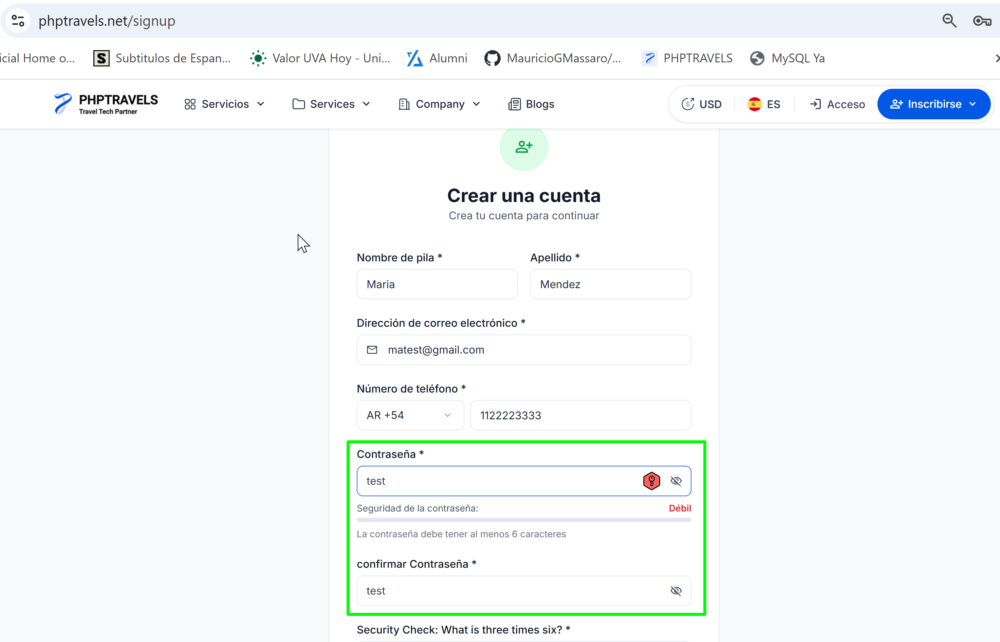 phptravels.net/signup
icial Home o...
Subtitulos de Espan...
Valor UVA Hoy - Uni...
Alumni
MauricioGMassaro/...
PHPTRAVELS
MySQL Ya
PHPTRAVELS
Travel Tech Partner
Servicios
Services
Company
Blogs
USD
ES
Acceso
Inscribirse
Crear una cuenta
Crea tu cuenta para continuar
Nombre de pila *
Apellido *
Maria
Mendez
Dirección de correo electrónico *
matest@gmail.com
Número de teléfono *
AR +54
1122223333
Contraseña *
test
Seguridad de la contraseña:
Débil
La contraseña debe tener al menos 6 caracteres
confirmar Contraseña *
test
Security Check: What is three times six? *